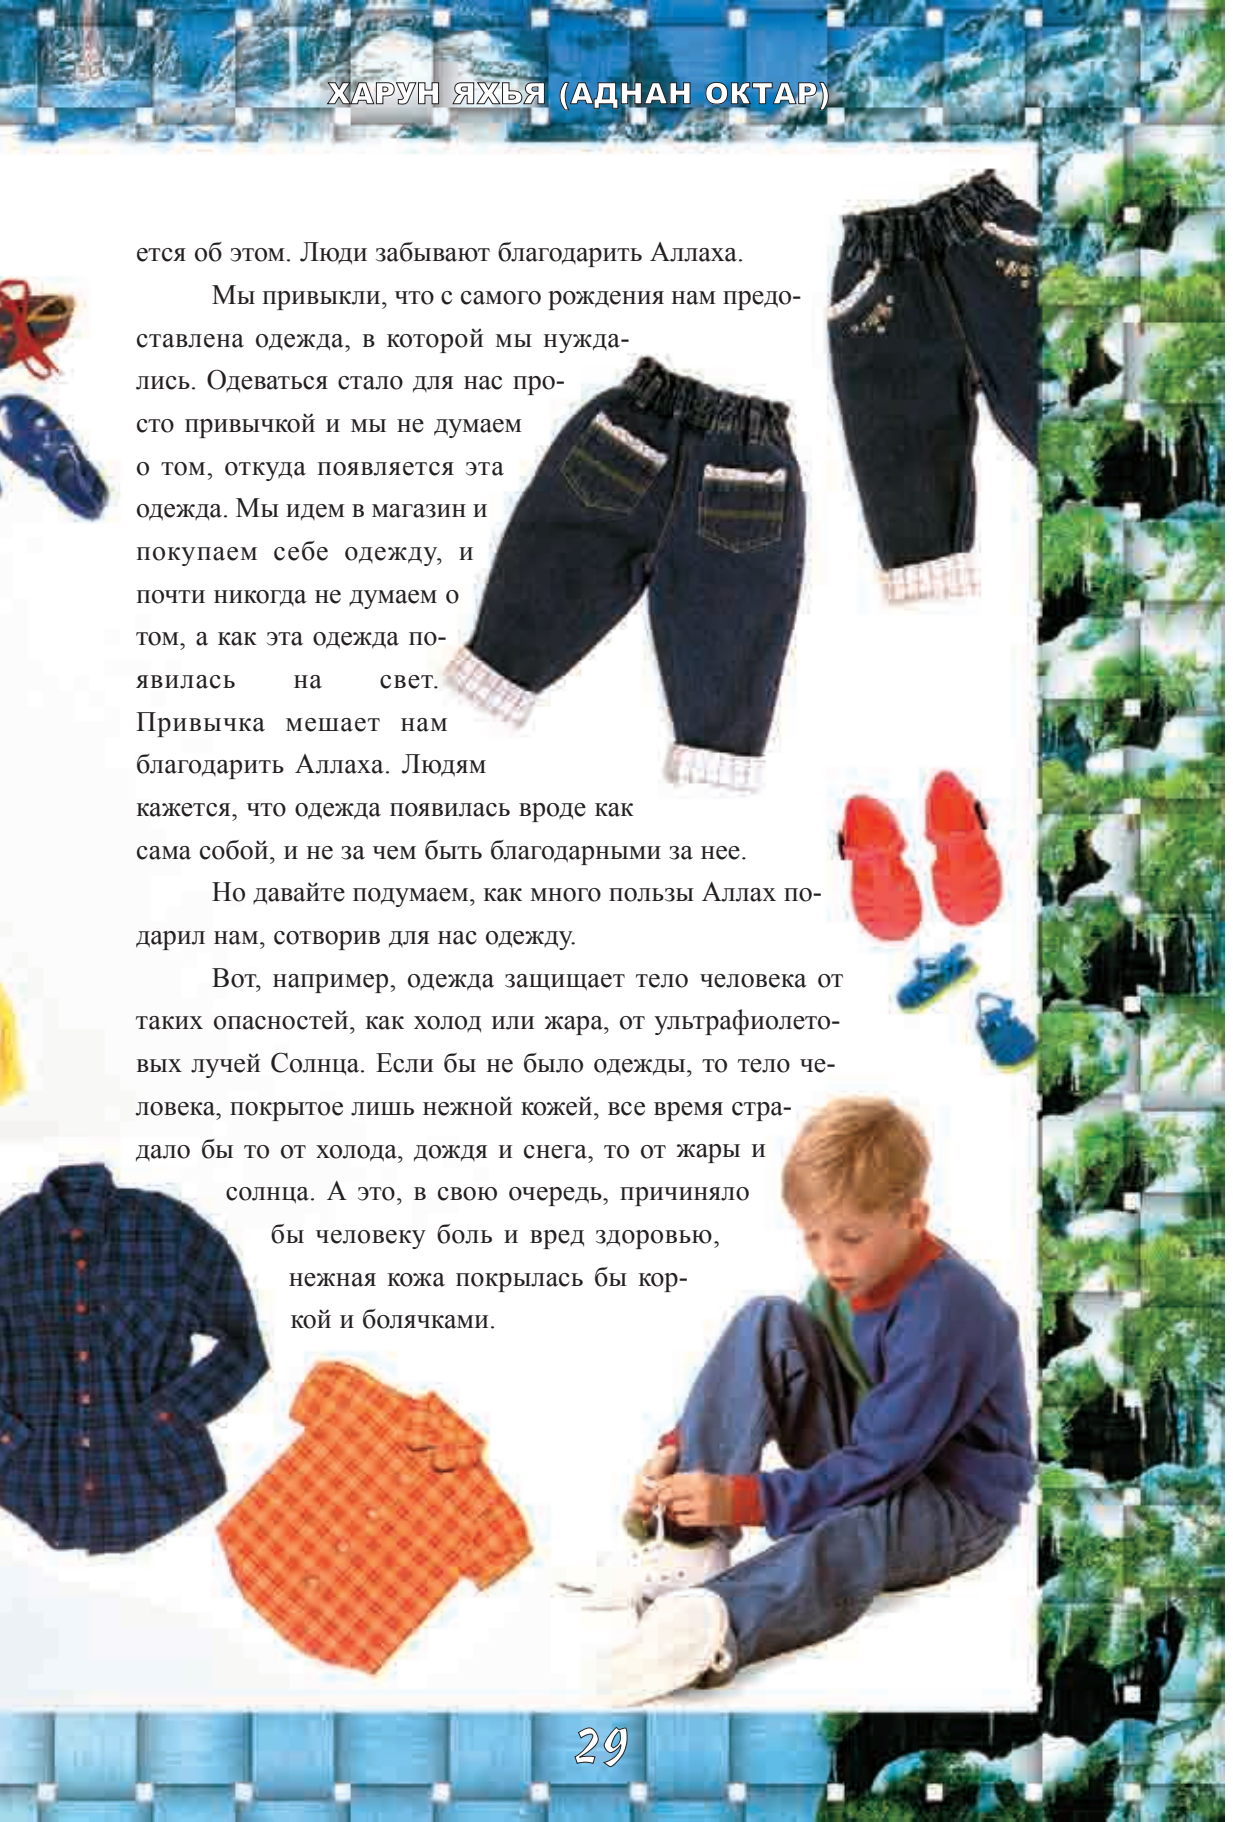 ХАРУН ЯХЬЯ (АДНАН ОКТАР)
ется об этом. Люди забывают благодарить Аллаха.
Мы привыкли, что с самого рождения нам предо-
ставлена одежда, в которой мы нужда-
лись. Одеваться стало для нас про-
сто привычкой и мы не думаем
о том, откуда появляется эта
одежда. Мы идем в магазин и
покупаем себе одежду, и
почти никогда не думаем о
том, а как эта одежда по-
явилась на свет.
Привычка мешает нам
благодарить Аллаха. Людям
кажется, что одежда появилась вроде как
сама собой, и не за чем быть благодарными за нее.
Но давайте подумаем, как много пользы Аллах по-
дарил нам, сотворив для нас одежду.
Вот, например, одежда защищает тело человека от
таких опасностей, как холод или жара, от ультрафиолето-
вых лучей Солнца. Если бы не было одежды, то тело че-
ловека, покрытое лишь нежной кожей, все время стра-
дало бы то от холода, дождя и снега, то от жары и
солнца. А это, в свою очередь, причиняло
бы человеку боль и вред здоровью,
нежная кожа покрылась бы кор-
кой и болячками.
29